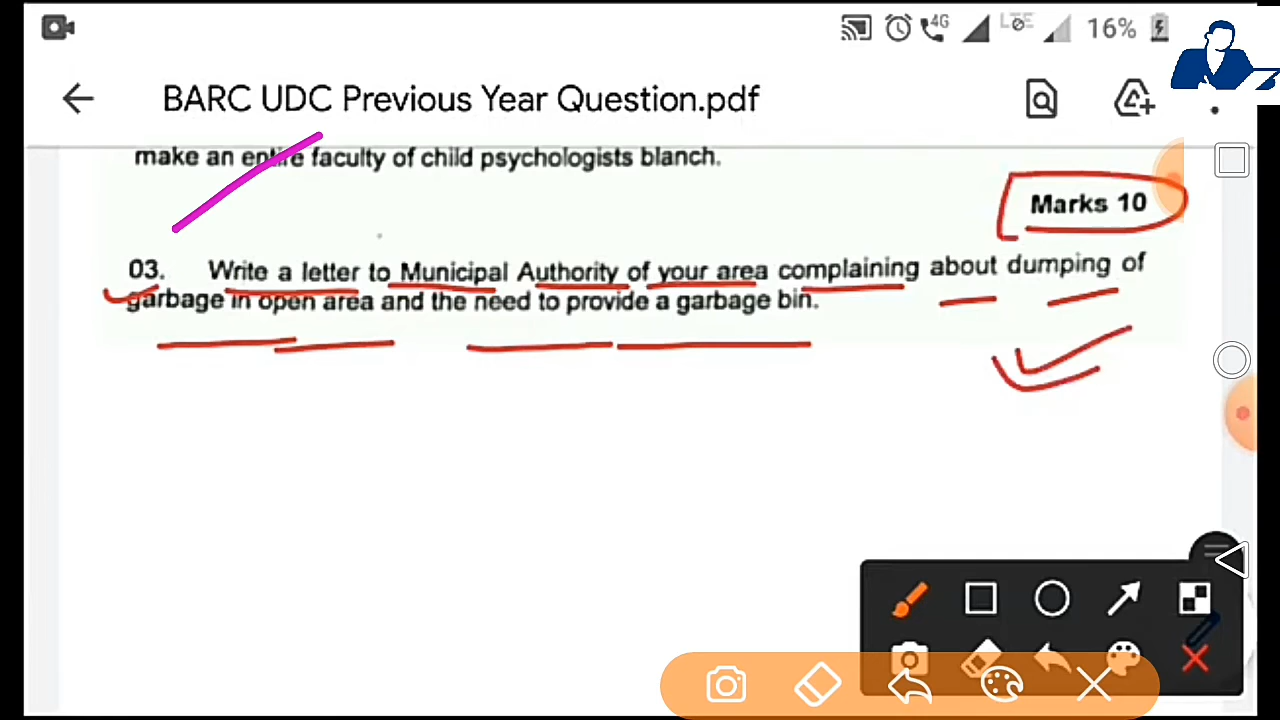 4G
LTE
16%
BARC UDC Previous Year Question.pdf
make an entire faculty of child psychologists blanch.
Marks 10
03. Write a letter to Municipal Authority of your area complaining about dumping of
garbage in open area and the need to provide a garbage bin.